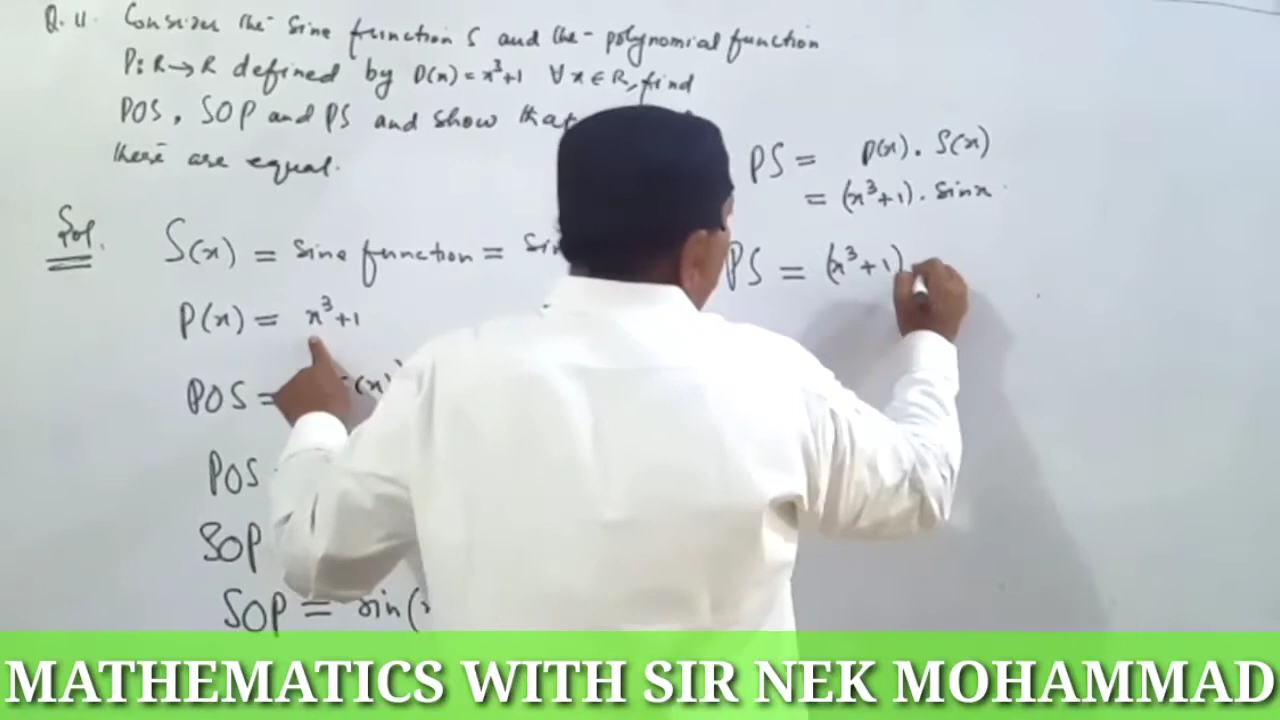 Q.11 Consider the sine function S and the polynomial function
P:R→R defined by P(x) = x³+1 ∀ x ∈ R, find
POS, SOP and PS and show that
there are equal.
Sol. S(x) = sine function =
P(x) = x³+1
POS =
POS
SOP
SOP = sin(
PS = P(x) . S(x)
= (x³+1) . sinx
PS = (x³+1)
MATHEMATICS WITH SIR NEK MOHAMMAD